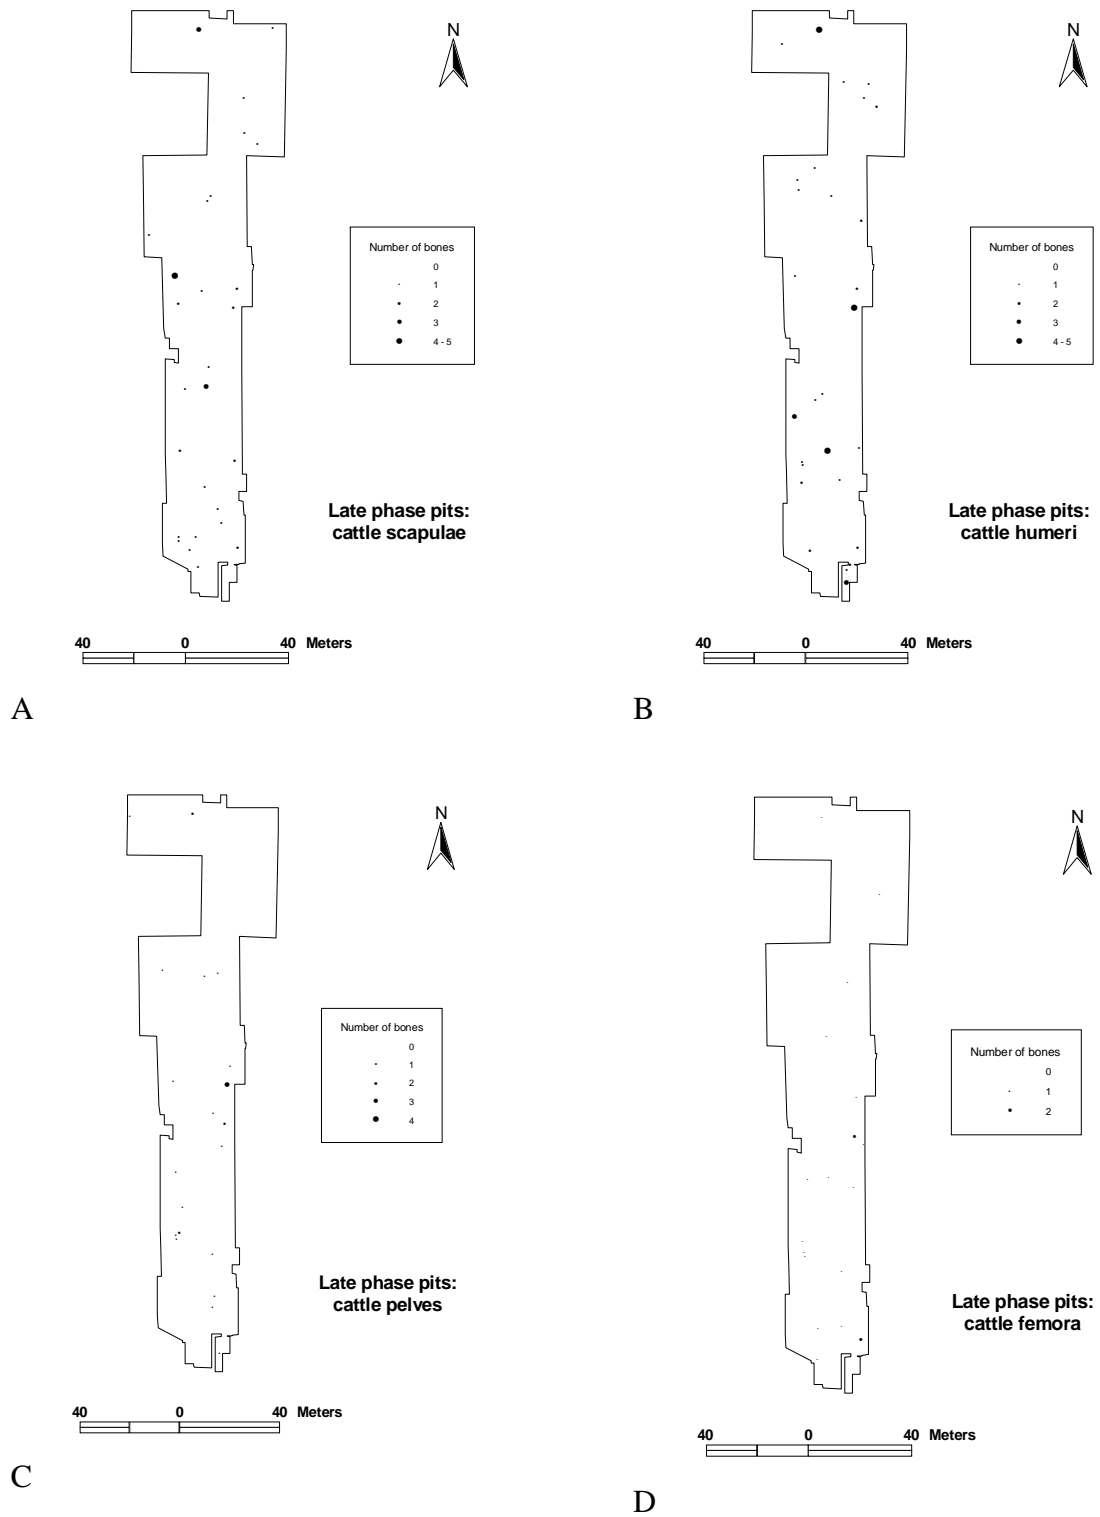 N
Number of bones
0
1
2
3
4 - 5
Late phase pits:
cattle scapulae
40 0 40 Meters
A
N
Number of bones
0
1
2
3
4 - 5
Late phase pits:
cattle humeri
40 0 40 Meters
B
N
Number of bones
0
1
2
3
4
Late phase pits:
cattle pelves
40 0 40 Meters
C
N
Number of bones
0
1
2
Late phase pits:
cattle femora
40 0 40 Meters
D